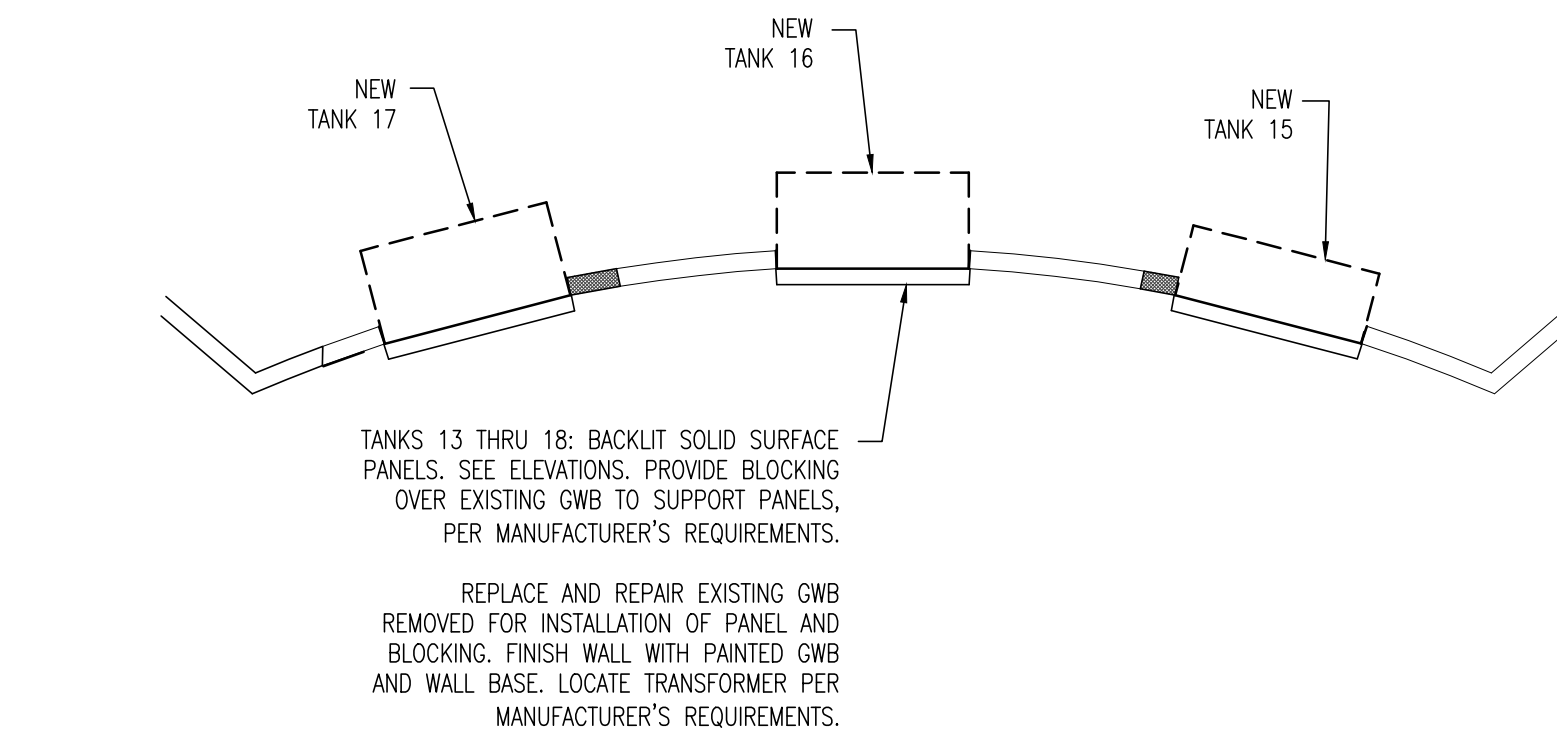 NEW
TANK 16
NEW
TANK 17
NEW
TANK 15
TANKS 13 THRU 18: BACKLIT SOLID SURFACE
PANELS. SEE ELEVATIONS. PROVIDE BLOCKING
OVER EXISTING GWB TO SUPPORT PANELS,
PER MANUFACTURER'S REQUIREMENTS.
REPLACE AND REPAIR EXISTING GWB
REMOVED FOR INSTALLATION OF PANEL AND
BLOCKING. FINISH WALL WITH PAINTED GWB
AND WALL BASE. LOCATE TRANSFORMER PER
MANUFACTURER'S REQUIREMENTS.